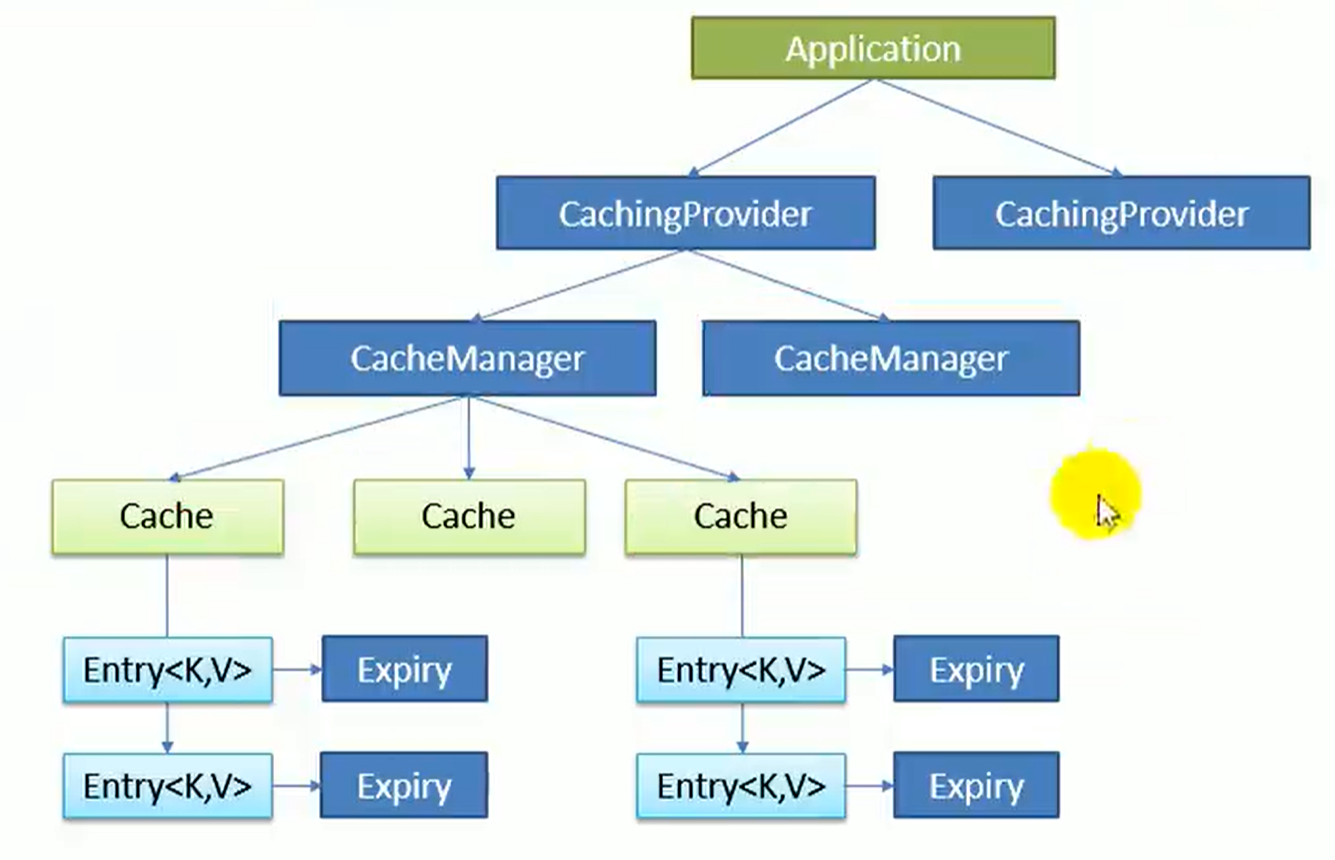 Application
CachingProvider
CachingProvider
CacheManager
CacheManager
Cache
Cache
Cache
Entry<K,V>
Expiry
Entry<K,V>
Expiry
Entry<K,V>
Expiry
Entry<K,V>
Expiry